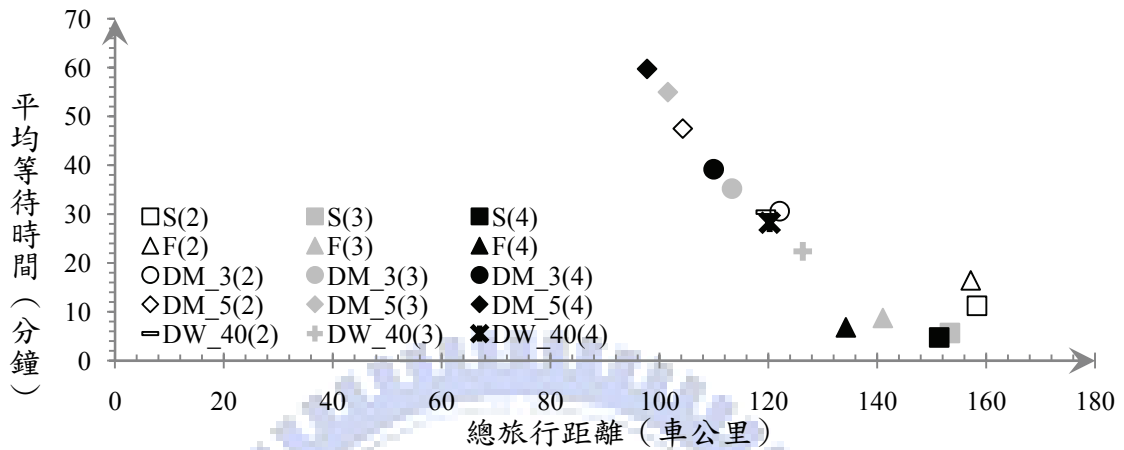 70
60
50
40
30
20
10
0
平均等待時間（分鐘）
S(2) S(3) S(4)
F(2) F(3) F(4)
DM_3(2) DM_3(3) DM_3(4)
DM_5(2) DM_5(3) DM_5(4)
DW_40(2) DW_40(3) DW_40(4)
0 20 40 60 80 100 120 140 160 180
總旅行距離（車公里）